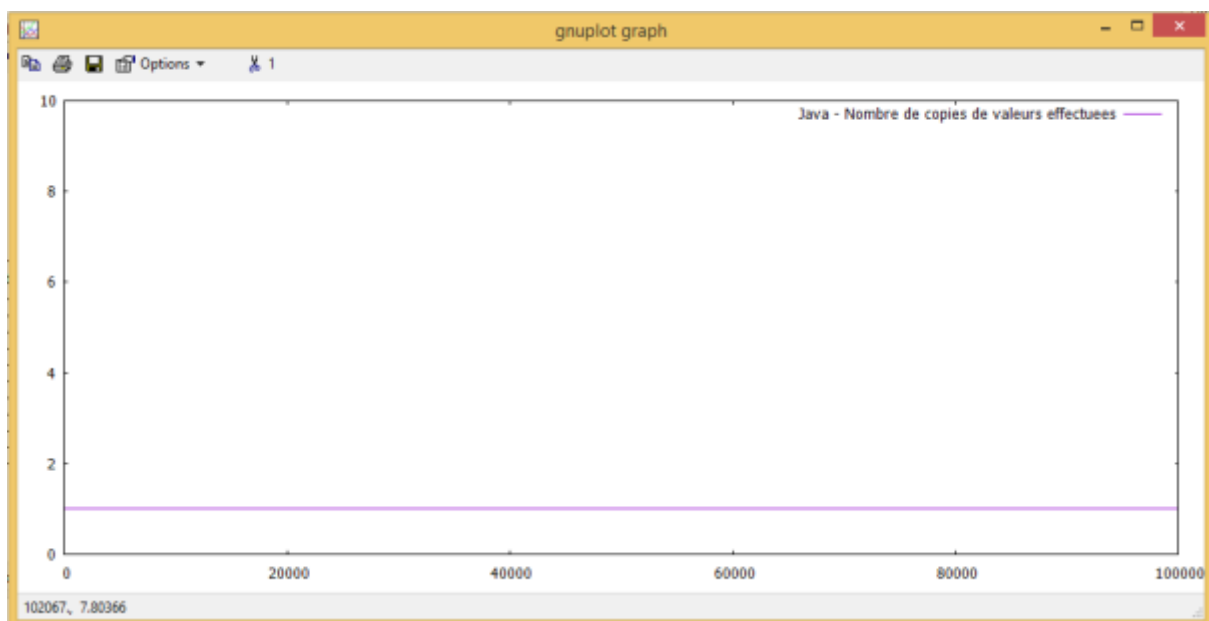 gnuplot graph
Options 1
10
Java - Nombre de copies de valeurs effectuees
8
6
4
2
0
0 20000 40000 60000 80000 100000
102067., 7.80366